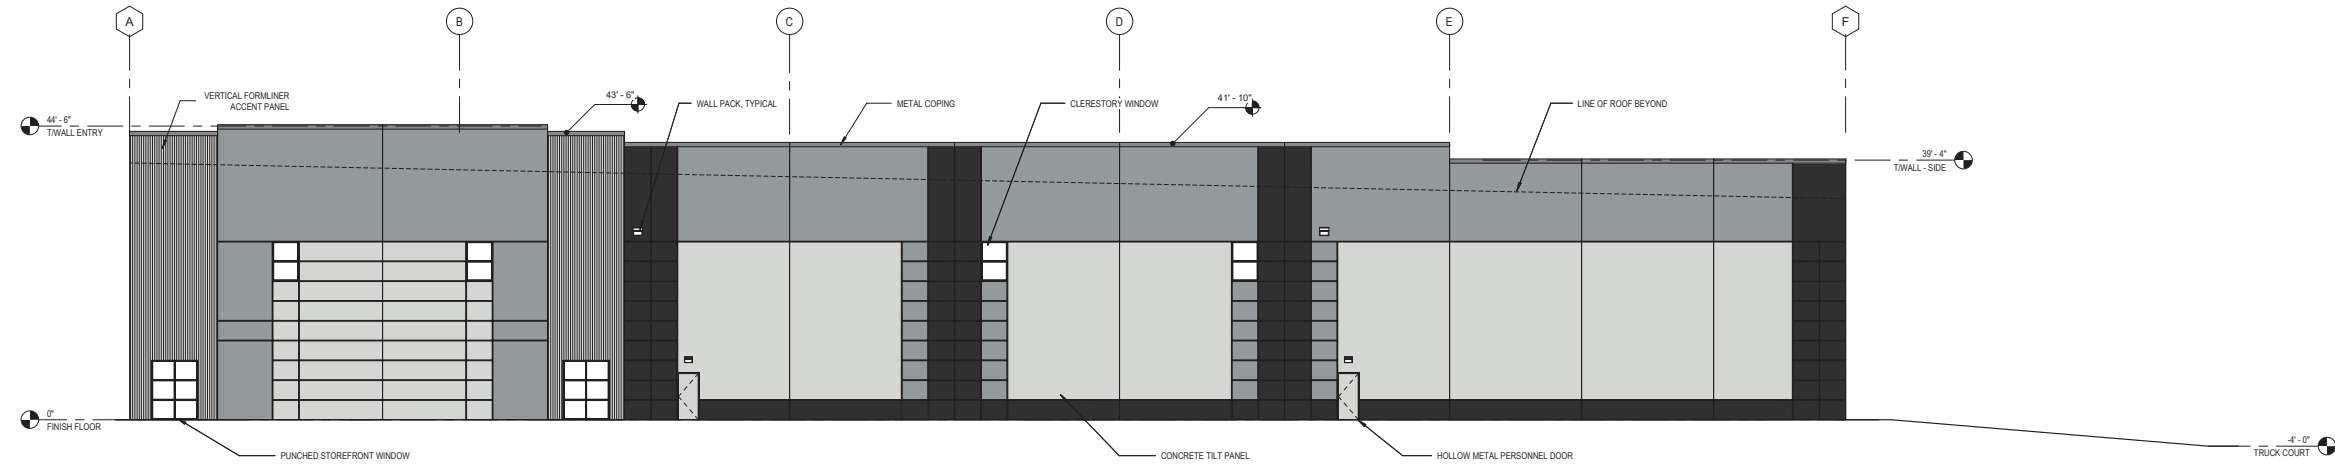 A
B
C
D
E
F
VERTICAL FORMLINER
ACCENT PANEL
43' - 6"
WALL PACK, TYPICAL
METAL COPING
CLERESTORY WINDOW
41' - 10"
LINE OF ROOF BEYOND
44' - 6"
T/WALL ENTRY
39' - 4"
T/WALL - SIDE
0"
FINISH FLOOR
-4' - 0"
TRUCK COURT
PUNCHED STOREFRONT WINDOW
CONCRETE TILT PANEL
HOLLOW METAL PERSONNEL DOOR